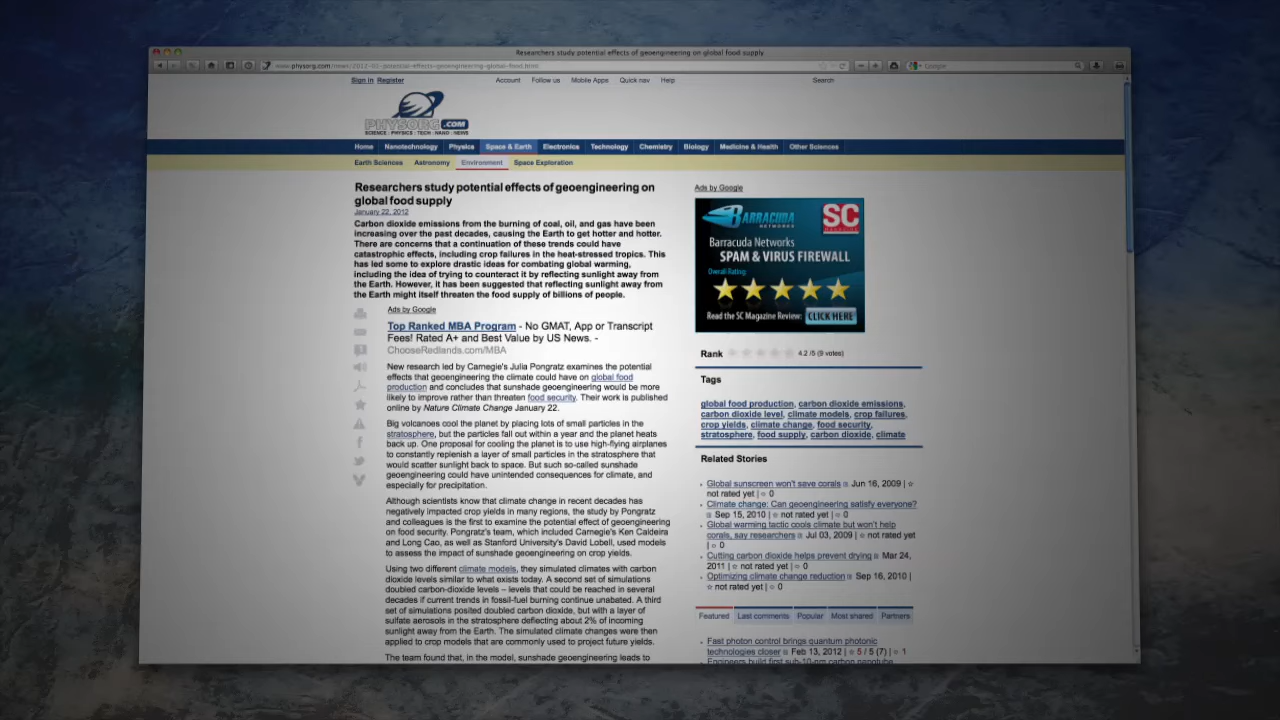 Researchers study potential effects of geoengineering on global food supply
www.physorg.com/news/2012-01-potential-effects-geoengineering-global-food.html
Google
Sign in Register
Account Follow us Mobile Apps Quick nav Help
Search
PHYSORG.COM
SCIENCE : PHYSICS : TECH : NANO : NEWS
Home Nanotechnology Physics Space & Earth Electronics Technology Chemistry Biology Medicine & Health Other Sciences
Earth Sciences Astronomy Environment Space Exploration
Researchers study potential effects of geoengineering on
global food supply
January 22, 2012
Carbon dioxide emissions from the burning of coal, oil, and gas have been
increasing over the past decades, causing the Earth to get hotter and hotter.
There are concerns that a continuation of these trends could have
catastrophic effects, including crop failures in the heat-stressed tropics. This
has led some to explore drastic ideas for combating global warming,
including the idea of trying to counteract it by reflecting sunlight away from
the Earth. However, it has been suggested that reflecting sunlight away from
the Earth might itself threaten the food supply of billions of people.
Ads by Google
Top Ranked MBA Program - No GMAT, App or Transcript
Fees! Rated A+ and Best Value by US News. -
ChooseRedlands.com/MBA
New research led by Carnegie's Julia Pongratz examines the potential
effects that geoengineering the climate could have on global food
production and concludes that sunshade geoengineering would be more
likely to improve rather than threaten food security. Their work is published
online by Nature Climate Change January 22.
Big volcanoes cool the planet by placing lots of small particles in the
stratosphere, but the particles fall out within a year and the planet heats
back up. One proposal for cooling the planet is to use high-flying airplanes
to constantly replenish a layer of small particles in the stratosphere that
would scatter sunlight back to space. But such so-called sunshade
geoengineering could have unintended consequences for climate, and
especially for precipitation.
Although scientists know that climate change in recent decades has
negatively impacted crop yields in many regions, the study by Pongratz
and colleagues is the first to examine the potential effect of geoengineering
on food security. Pongratz's team, which included Carnegie's Ken Caldeira
and Long Cao, as well as Stanford University's David Lobell, used models
to assess the impact of sunshade geoengineering on crop yields.
Using two different climate models, they simulated climates with carbon
dioxide levels similar to what exists today. A second set of simulations
doubled carbon-dioxide levels – levels that could be reached in several
decades if current trends in fossil-fuel burning continue unabated. A third
set of simulations posited doubled carbon dioxide, but with a layer of
sulfate aerosols in the stratosphere deflecting about 2% of incoming
sunlight away from the Earth. The simulated climate changes were then
applied to crop models that are commonly used to project future yields.
The team found that, in the model, sunshade geoengineering leads to
Ads by Google
BARRACUDA NETWORKS
SC MAGAZINE
Barracuda Networks
SPAM & VIRUS FIREWALL
Overall Rating:
Read the SC Magazine Review: CLICK HERE
Rank 4.2 /5 (9 votes)
Tags
global food production, carbon dioxide emissions,
carbon dioxide level, climate models, crop failures,
crop yields, climate change, food security,
stratosphere, food supply, carbon dioxide, climate
Related Stories
Global sunscreen won't save corals Jun 16, 2009 |
not rated yet | 0
Climate change: Can geoengineering satisfy everyone?
Sep 15, 2010 | not rated yet | 0
Global warming tactic cools climate but won't help
corals, say researchers Jul 03, 2009 | not rated yet
| 0
Cutting carbon dioxide helps prevent drying Mar 24,
2011 | not rated yet | 0
Optimizing climate change reduction Sep 16, 2010 |
not rated yet | 0
Featured Last comments Popular Most shared Partners
Fast photon control brings quantum photonic
technologies closer Feb 13, 2012 | 5 / 5 (7) | 1
Engineers build first sub-10-nm carbon nanotube